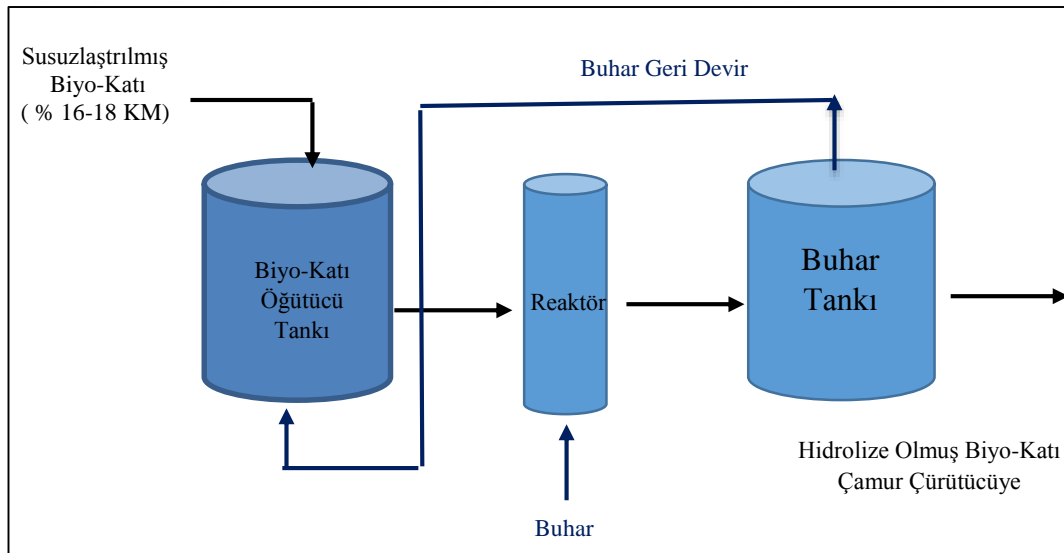 Susuzlaştrılmış
Biyo-Katı
( % 16-18 KM)
Buhar Geri Devir
Biyo-Katı
Öğütücü
Tankı
Reaktör
Buhar
Tankı
Hidrolize Olmuş Biyo-Katı
Çamur Çürütücüye
Buhar